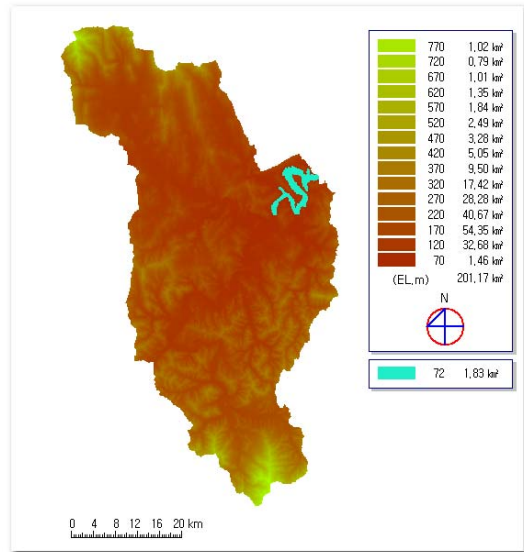 770 1,02 ㎢
720 0,79 ㎢
670 1,01 ㎢
620 1,35 ㎢
570 1,84 ㎢
520 2,49 ㎢
470 3,28 ㎢
420 5,05 ㎢
370 9,50 ㎢
320 17,42 ㎢
270 28,28 ㎢
220 40,67 ㎢
170 54,35 ㎢
120 32,68 ㎢
70 1,46 ㎢
(EL,m) 201,17 ㎢
N
72 1,83 ㎢
0 4 8 12 16 20 km